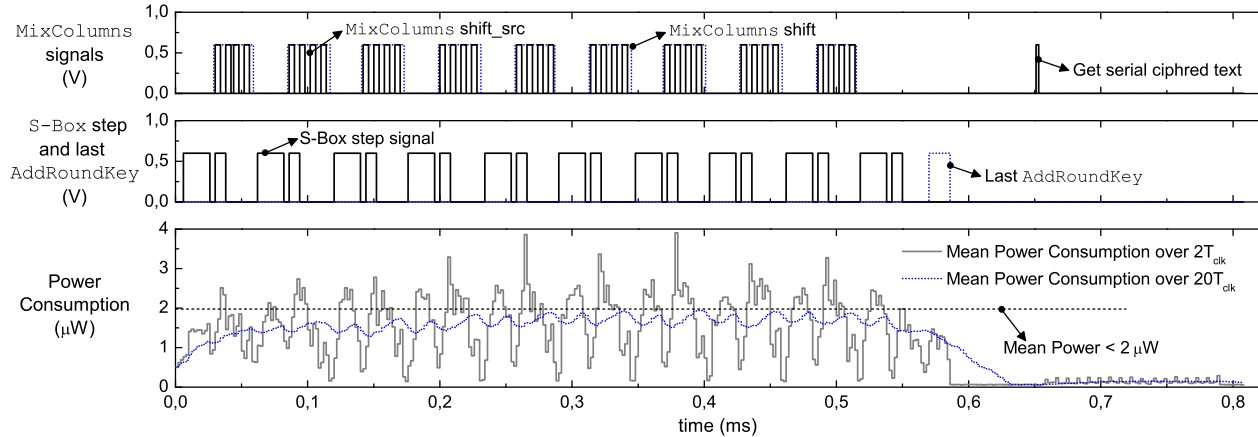 MixColumns
signals
(V)
1,0
0,5
0,0
MixColumns shift_src
MixColumns shift
Get serial ciphred text
S-Box step
and last
AddRoundKey
(V)
1,0
0,5
0,0
S-Box step signal
Last AddRoundKey
Power
Consumption
(μW)
4
3
2
1
0
Mean Power Consumption over 2Tclk
Mean Power Consumption over 20Tclk
Mean Power < 2 μW
0,0 0,1 0,2 0,3 0,4 0,5 0,6 0,7 0,8
time (ms)